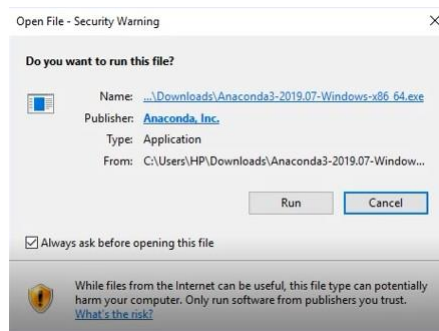 Open File - Security Warning
Do you want to run this file?
Name: ...\Downloads\Anaconda3-2019.07-Windows-x86 64.exe
Publisher: Anaconda, Inc.
Type: Application
From: C:\Users\HP\Downloads\Anaconda3-2019.07-Window...
Run Cancel
Always ask before opening this file
While files from the Internet can be useful, this file type can potentially
harm your computer. Only run software from publishers you trust.
What's the risk?